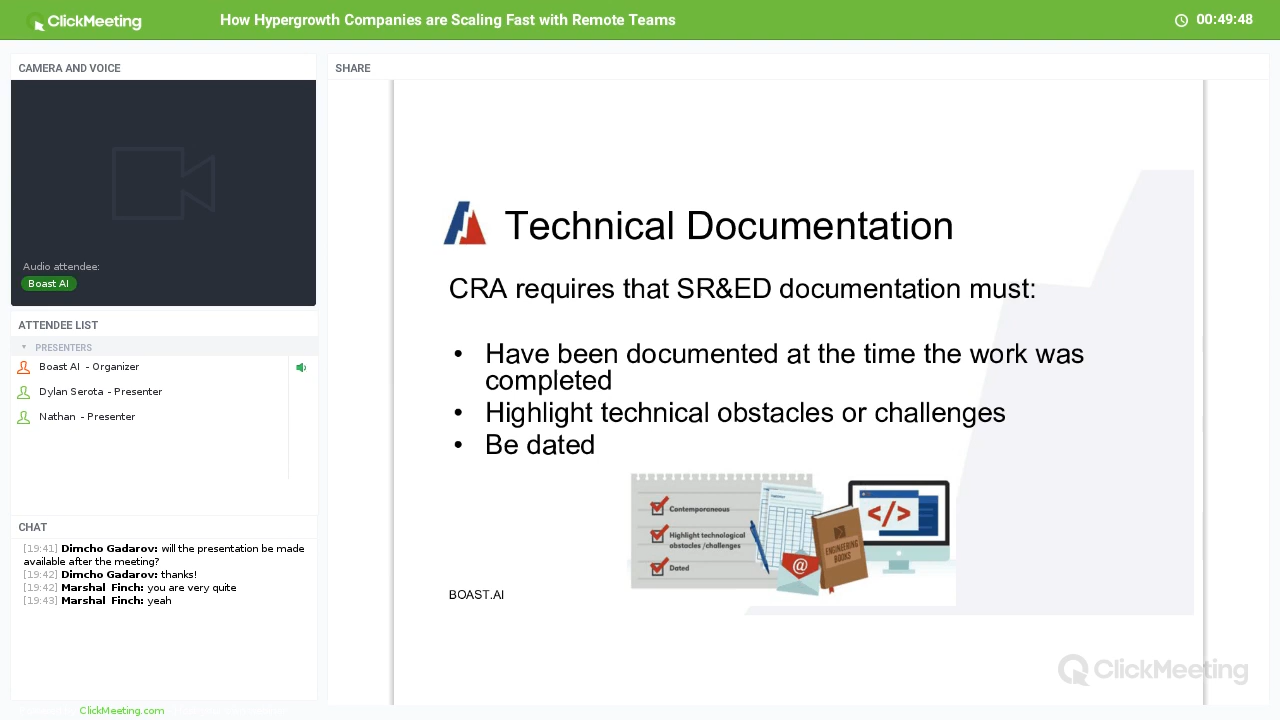 ClickMeeting
How Hypergrowth Companies are Scaling Fast with Remote Teams
00:49:48
CAMERA AND VOICE
Audio attendee:
Boast AI
ATTENDEE LIST
PRESENTERS
Boast AI - Organizer
Dylan Serota - Presenter
Nathan - Presenter
CHAT
[19:41] Dimcho Gadarov: will the presentation be made
available after the meeting?
[19:42] Dimcho Gadarov: thanks!
[19:42] Marshal Finch: you are very quite
[19:43] Marshal Finch: yeah
ClickMeeting.com
SHARE
Technical Documentation
CRA requires that SR&ED documentation must:
• Have been documented at the time the work was
completed
• Highlight technical obstacles or challenges
• Be dated
Contemporaneous
Highlight technological
obstacles /challenges
Dated
@
ENGINEERING
BOOKS
</>
BOAST.AI
ClickMeeting